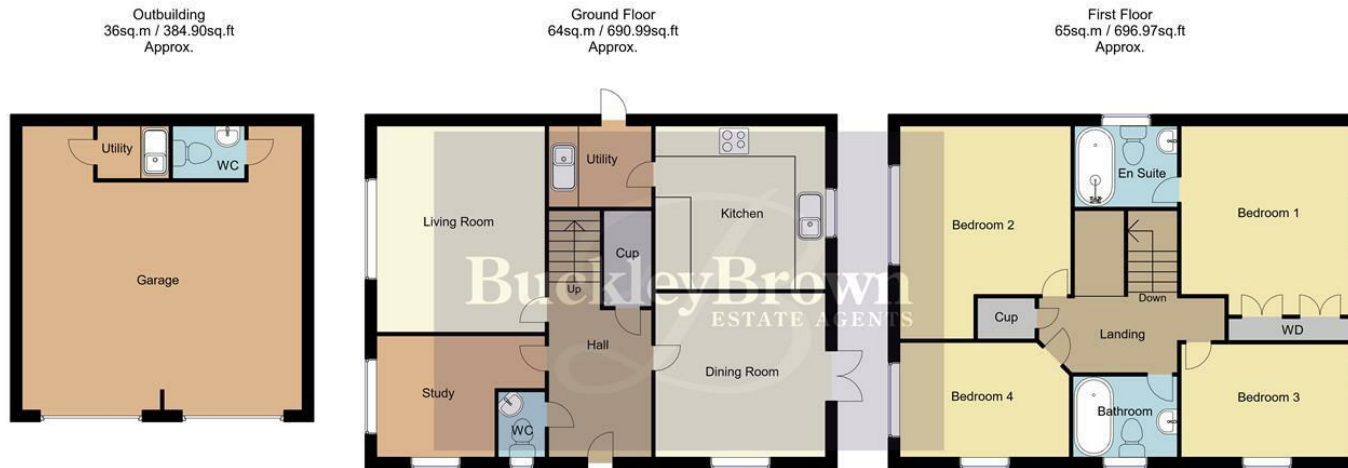 Outbuilding
36sq.m / 384.90sq.ft
Approx.
Utility
WC
Garage
Ground Floor
64sq.m / 690.99sq.ft
Approx.
Living Room
Utility
Kitchen
Cup
Up
Hall
Study
WC
Dining Room
BuckleyBrown
ESTATE AGENTS
First Floor
65sq.m / 696.97sq.ft
Approx.
Bedroom 2
En Suite
Bedroom 1
Cup
Down
Landing
WD
Bedroom 4
Bathroom
Bedroom 3